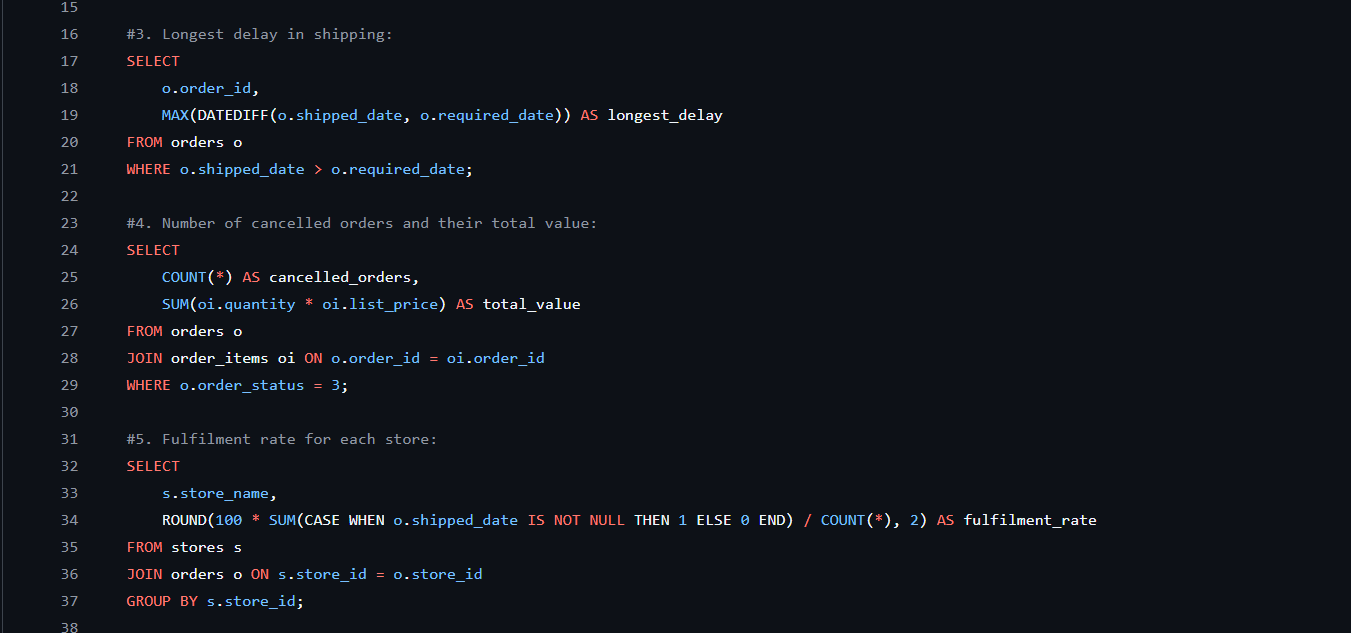 15
16 #3. Longest delay in shipping:
17 SELECT
18 o.order_id,
19 MAX(DATEDIFF(o.shipped_date, o.required_date)) AS longest_delay
20 FROM orders o
21 WHERE o.shipped_date > o.required_date;
22
23 #4. Number of cancelled orders and their total value:
24 SELECT
25 COUNT(*) AS cancelled_orders,
26 SUM(oi.quantity * oi.list_price) AS total_value
27 FROM orders o
28 JOIN order_items oi ON o.order_id = oi.order_id
29 WHERE o.order_status = 3;
30
31 #5. Fulfilment rate for each store:
32 SELECT
33 s.store_name,
34 ROUND(100 * SUM(CASE WHEN o.shipped_date IS NOT NULL THEN 1 ELSE 0 END) / COUNT(*), 2) AS fulfilment_rate
35 FROM stores s
36 JOIN orders o ON s.store_id = o.store_id
37 GROUP BY s.store_id;
38